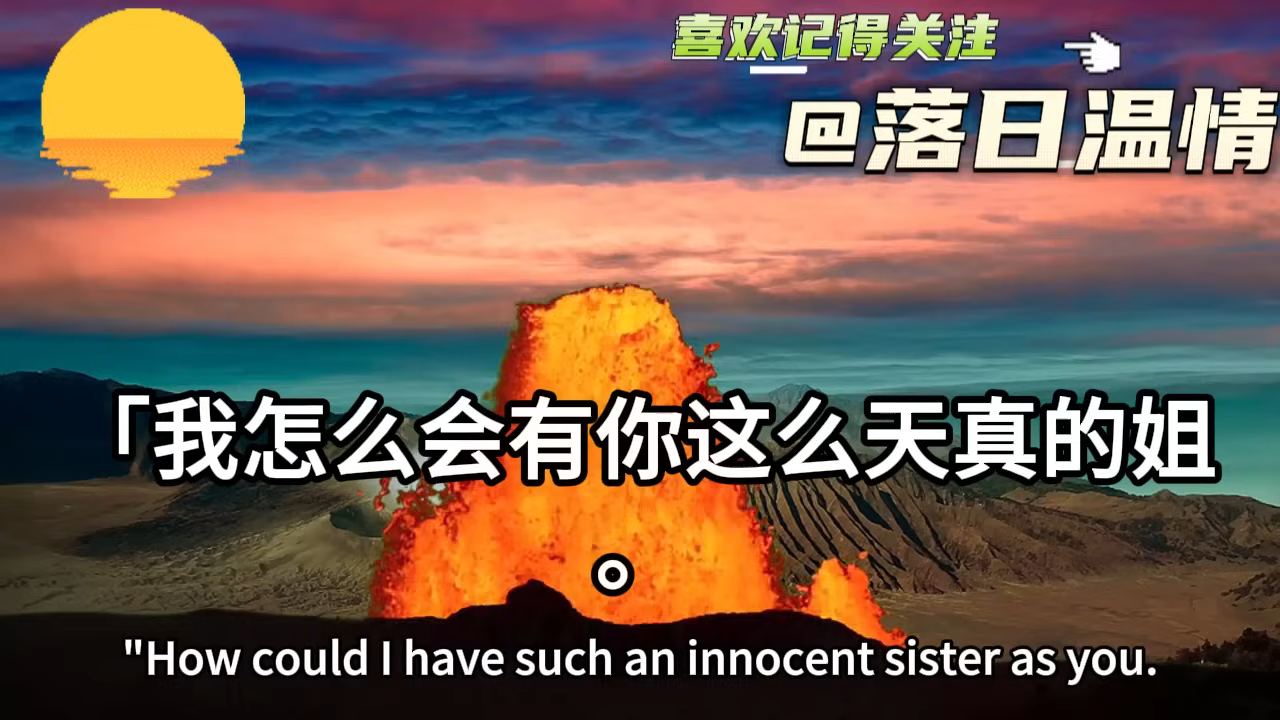 喜欢记得关注
@落日温情
「我怎么会有你这么天真的姐
。
"How could I have such an innocent sister as you.